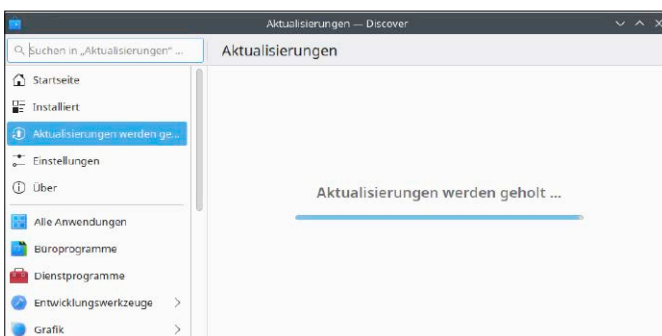 Aktualisierungen — Discover
Suchen in „Aktualisierungen“ ...
Aktualisierungen
Startseite
Installiert
Aktualisierungen werden ge...
Einstellungen
Über
Aktualisierungen werden geholt ...
Alle Anwendungen
Büroprogramme
Dienstprogramme
Entwicklungswerkzeuge
Grafik